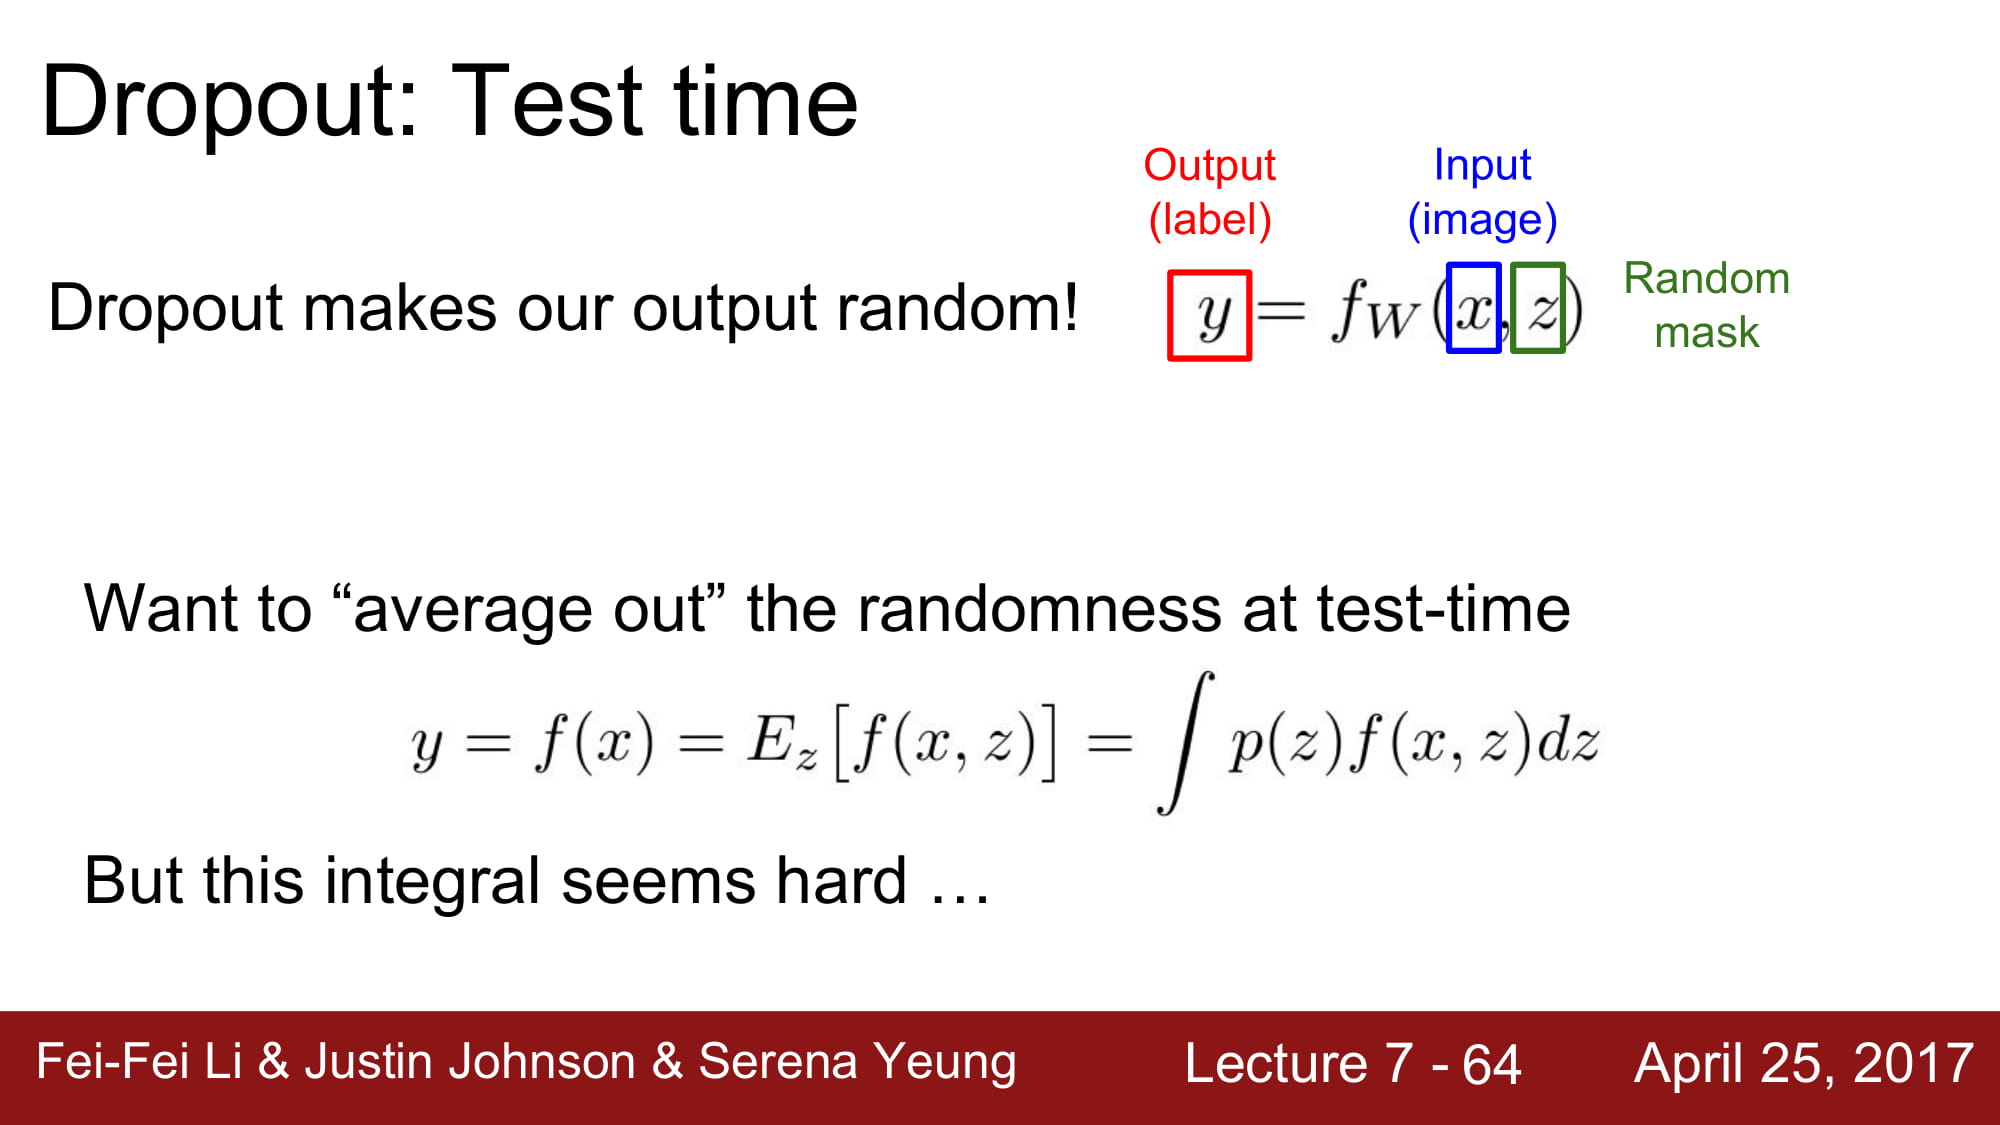 Dropout: Test time
Output
(label)
Input
(image)
Dropout makes our output random!
y = f_W(x, z)
Random
mask
Want to “average out” the randomness at test-time
y = f(x) = E_z[f(x, z)] = ∫ p(z)f(x, z)dz
But this integral seems hard …
Fei-Fei Li & Justin Johnson & Serena Yeung
Lecture 7 - 64
April 25, 2017